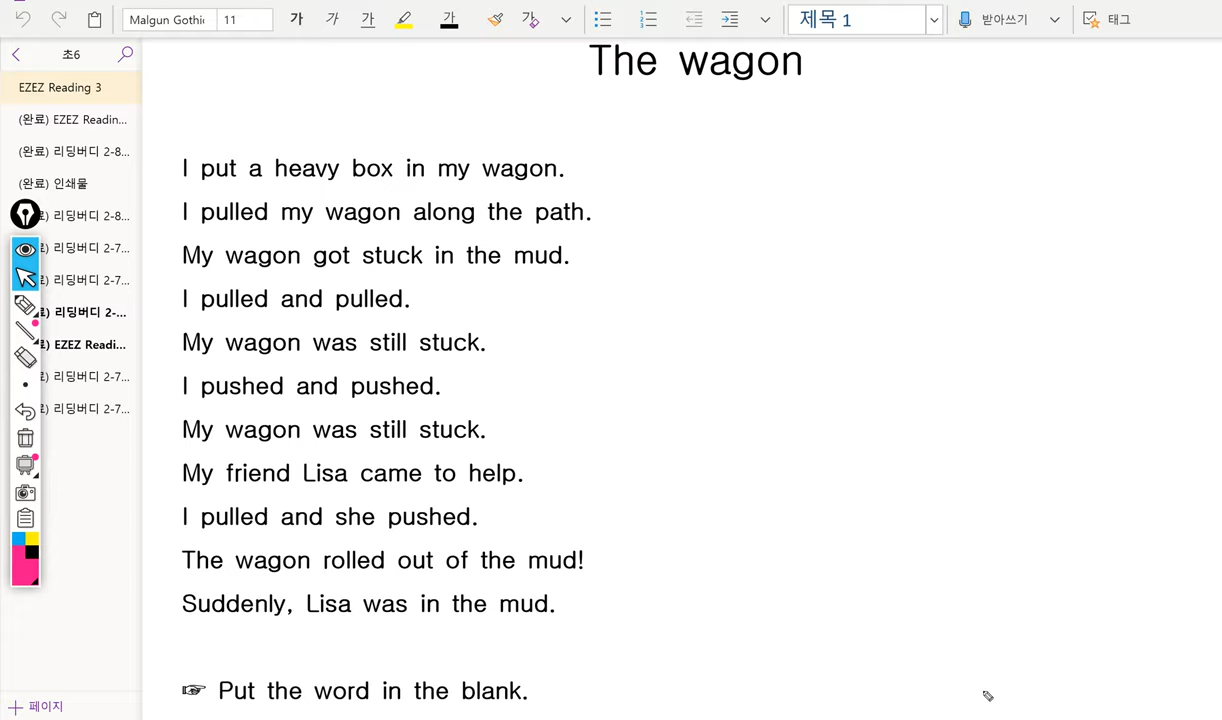 Malgun Gothic 11 가 가 가 가 가 제목 1 받아쓰기 태그
초6
EZEZ Reading 3
(완료) EZEZ Readin...
(완료) 리딩버디 2-8...
(완료) 인쇄물
료) 리딩버디 2-8...
료) 리딩버디 2-7...
료) 리딩버디 2-7...
료) 리딩버디 2-...
료) EZEZ Readi...
료) 리딩버디 2-7...
료) 리딩버디 2-7...
페이지
The wagon
I put a heavy box in my wagon.
I pulled my wagon along the path.
My wagon got stuck in the mud.
I pulled and pulled.
My wagon was still stuck.
I pushed and pushed.
My wagon was still stuck.
My friend Lisa came to help.
I pulled and she pushed.
The wagon rolled out of the mud!
Suddenly, Lisa was in the mud.
☞ Put the word in the blank.